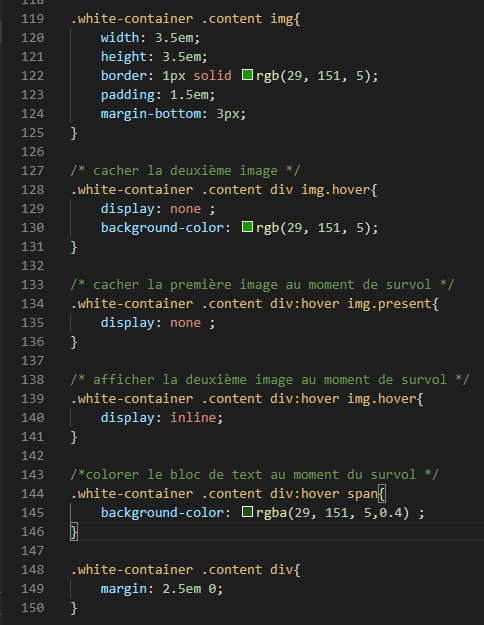 118
119 .white-container .content img{
120 width: 3.5em;
121 height: 3.5em;
122 border: 1px solid rgb(29, 151, 5);
123 padding: 1.5em;
124 margin-bottom: 3px;
125 }
126
127 /* cacher la deuxième image */
128 .white-container .content div img.hover{
129 display: none ;
130 background-color: rgb(29, 151, 5);
131 }
132
133 /* cacher la première image au moment de survol */
134 .white-container .content div:hover img.present{
135 display: none ;
136 }
137
138 /* afficher la deuxième image au moment de survol */
139 .white-container .content div:hover img.hover{
140 display: inline;
141 }
142
143 /*colorer le bloc de text au moment du survol */
144 .white-container .content div:hover span{
145 background-color: rgba(29, 151, 5,0.4) ;
146 }
147
148 .white-container .content div{
149 margin: 2.5em 0;
150 }